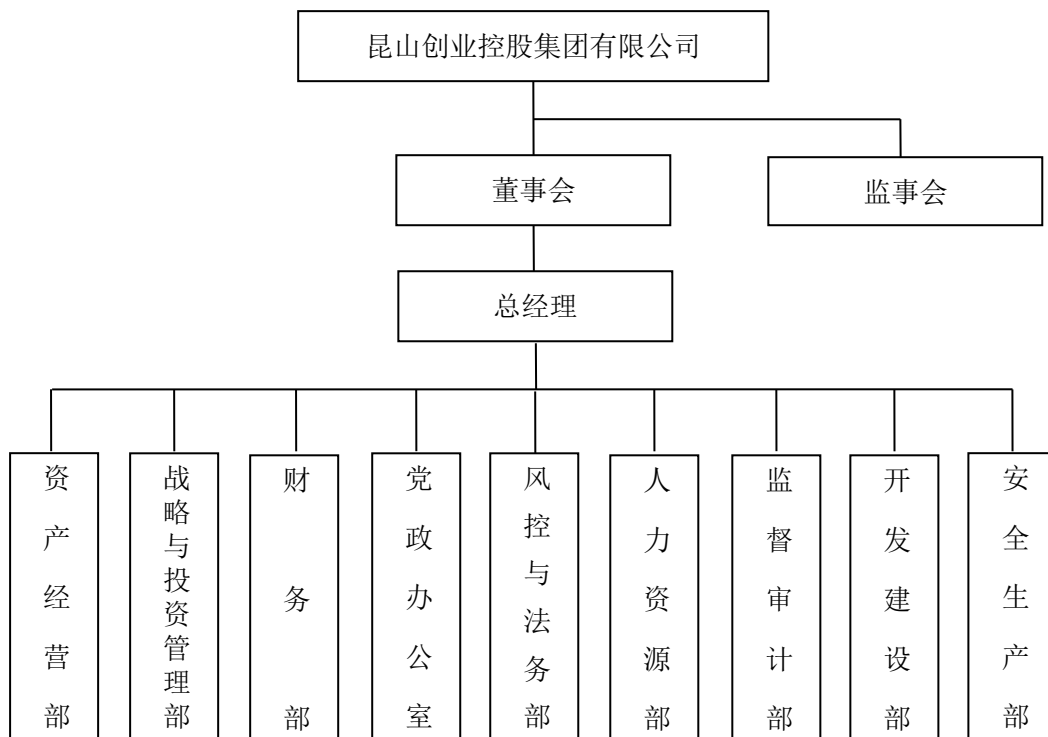 昆山创业控股集团有限公司
董事会
监事会
总经理
资产经营部
战略与投资管理部
财务部
党政办公室
风控与法务部
人力资源部
监督审计部
开发建设部
安全生产部